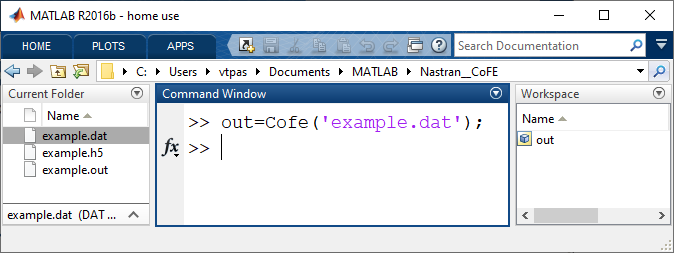 MATLAB R2016b - home use
HOME PLOTS APPS Search Documentation
C: Users vtpas Documents MATLAB Nastran__CoFE
Current Folder
Name
example.dat
example.h5
example.out
example.dat (DAT ...
Command Window
>> out=Cofe('example.dat');
fx >>
Workspace
Name
out